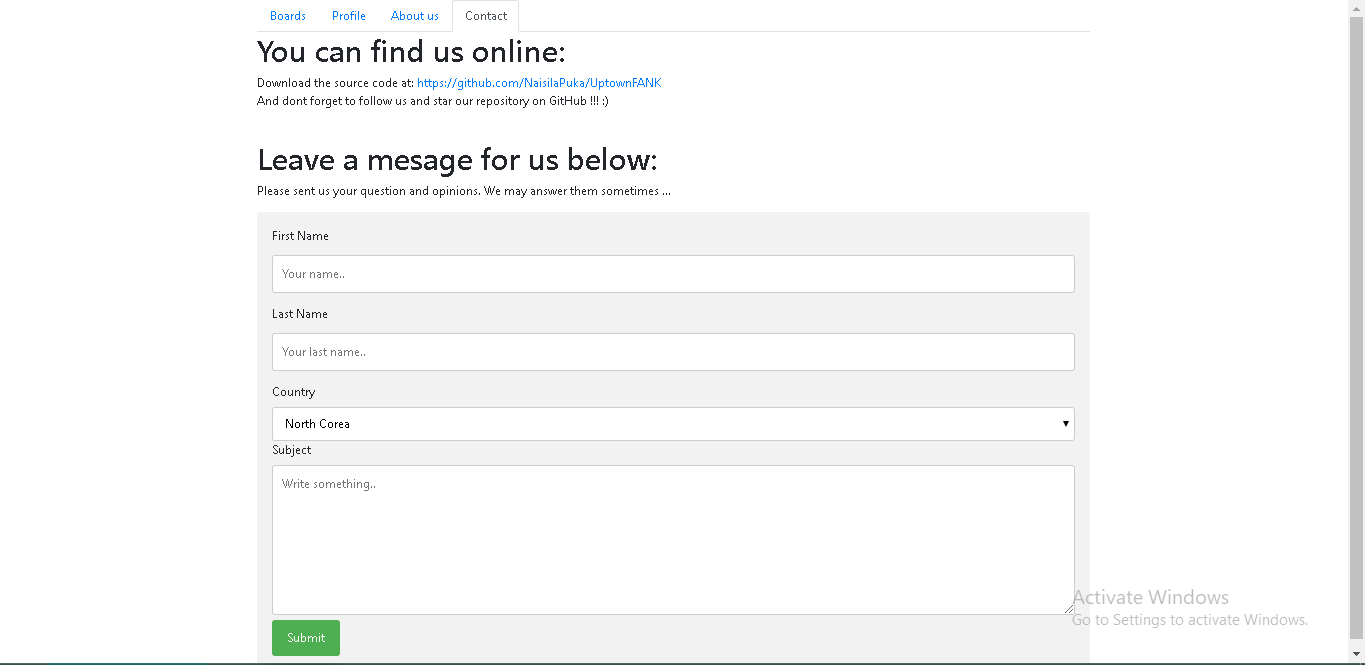 Boards Profile About us Contact
You can find us online:
Download the source code at: https://github.com/NaisilaPuka/UptownFANK
And dont forget to follow us and star our repository on GitHub !!! :)
Leave a mesage for us below:
Please sent us your question and opinions. We may answer them sometimes ...
First Name
Your name..
Last Name
Your last name..
Country
North Corea
Subject
Write something..
Submit
Activate Windows
Go to Settings to activate Windows.